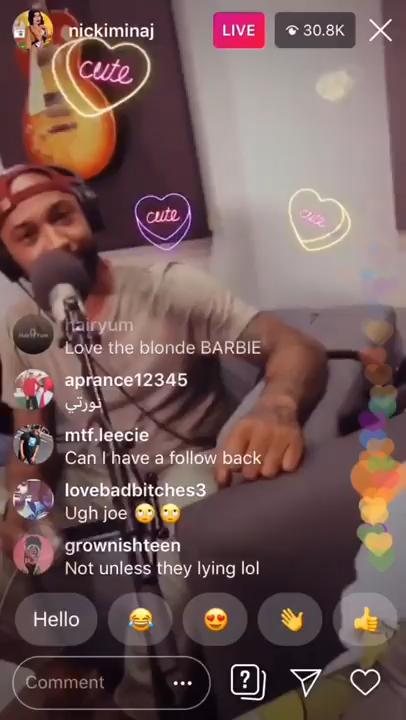 nickiminaj
LIVE
30.8K
cute
cute
cute
hairyum
Love the blonde BARBIE
aprance12345
نورتي
mtf.leecie
Can I have a follow back
lovebadbitches3
Ugh joe 🙄🙄
grownishteen
Not unless they lying lol
Hello
Comment